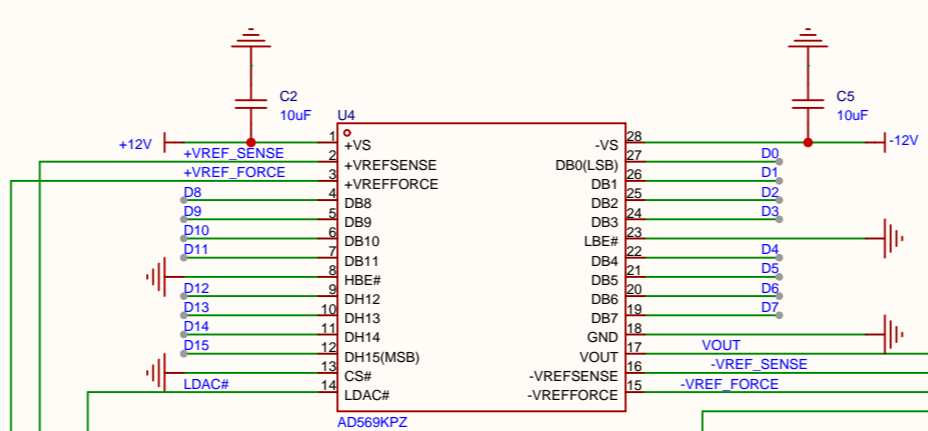 C2
10uF
C5
10uF
U4
+12V
1
+VS
28
-VS
-12V
+VREF_SENSE
2
+VREFSENSE
27
DB0(LSB)
D0
+VREF_FORCE
3
+VREFFORCE
26
DB1
D1
D8
4
DB8
25
DB2
D2
D9
5
DB9
24
DB3
D3
D10
6
DB10
23
LBE#
D11
7
DB11
22
DB4
D4
8
HBE#
21
DB5
D5
D12
9
DH12
20
DB6
D6
D13
10
DH13
19
DB7
D7
D14
11
DH14
18
GND
D15
12
DH15(MSB)
17
VOUT
VOUT
13
CS#
16
-VREFSENSE
-VREF_SENSE
LDAC#
14
LDAC#
15
-VREFFORCE
-VREF_FORCE
AD569KPZ